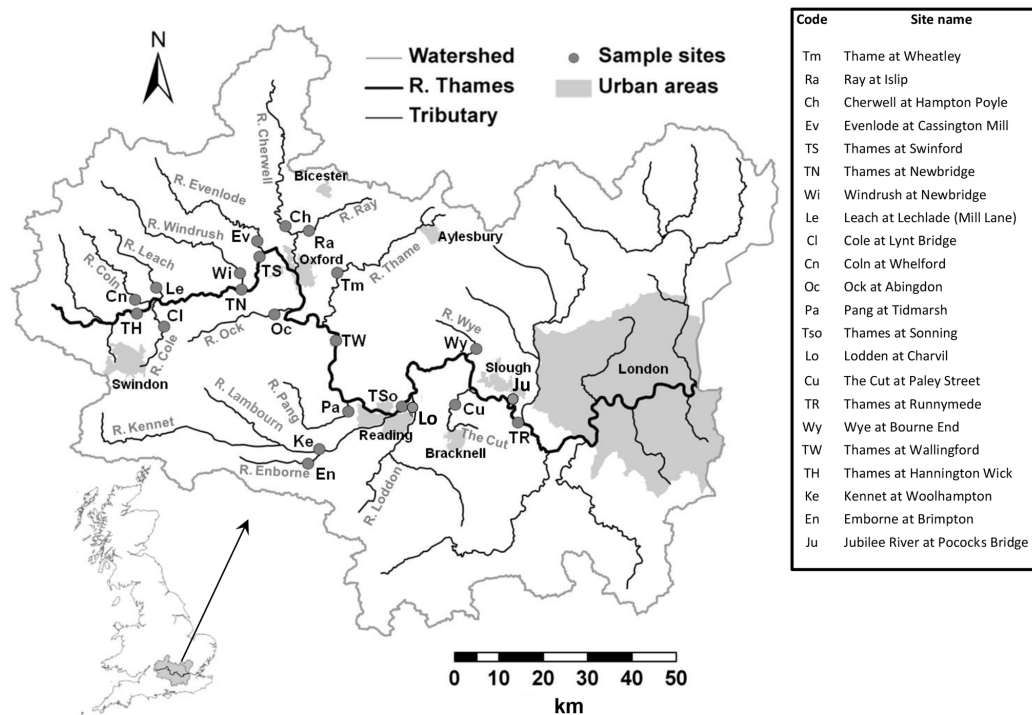 N
Watershed
R. Thames
Tributary
Sample sites
Urban areas
R. Cherwell
Bicester
R. Evenlode
R. Windrush
R. Leach
R. Coln
Ch
R. Ray
Ra
Ev
TS
Oxford
Aylesbury
R. Thame
Tm
Wi
TN
Le
Cn
TH
Cl
R. Cole
Swindon
R. Ock
Oc
TW
R. Wye
Wy
Slough
Ju
London
TSo
Lo
Cu
TR
The Cut
Bracknell
Pa
R. Pang
R. Lambourn
R. Kennet
Reading
Ke
R. Enborne
En
R. Loddon
0 10 20 30 40 50
km
Code Site name
Tm Thame at Wheatley
Ra Ray at Islip
Ch Cherwell at Hampton Poyle
Ev Evenlode at Cassington Mill
TS Thames at Swinford
TN Thames at Newbridge
Wi Windrush at Newbridge
Le Leach at Lechlade (Mill Lane)
Cl Cole at Lynt Bridge
Cn Coln at Whelford
Oc Ock at Abingdon
Pa Pang at Tidmarsh
Tso Thames at Sonning
Lo Lodden at Charvil
Cu The Cut at Paley Street
TR Thames at Runnymede
Wy Wye at Bourne End
TW Thames at Wallingford
TH Thames at Hannington Wick
Ke Kennet at Woolhampton
En Emborne at Brimpton
Ju Jubilee River at Pococks Bridge